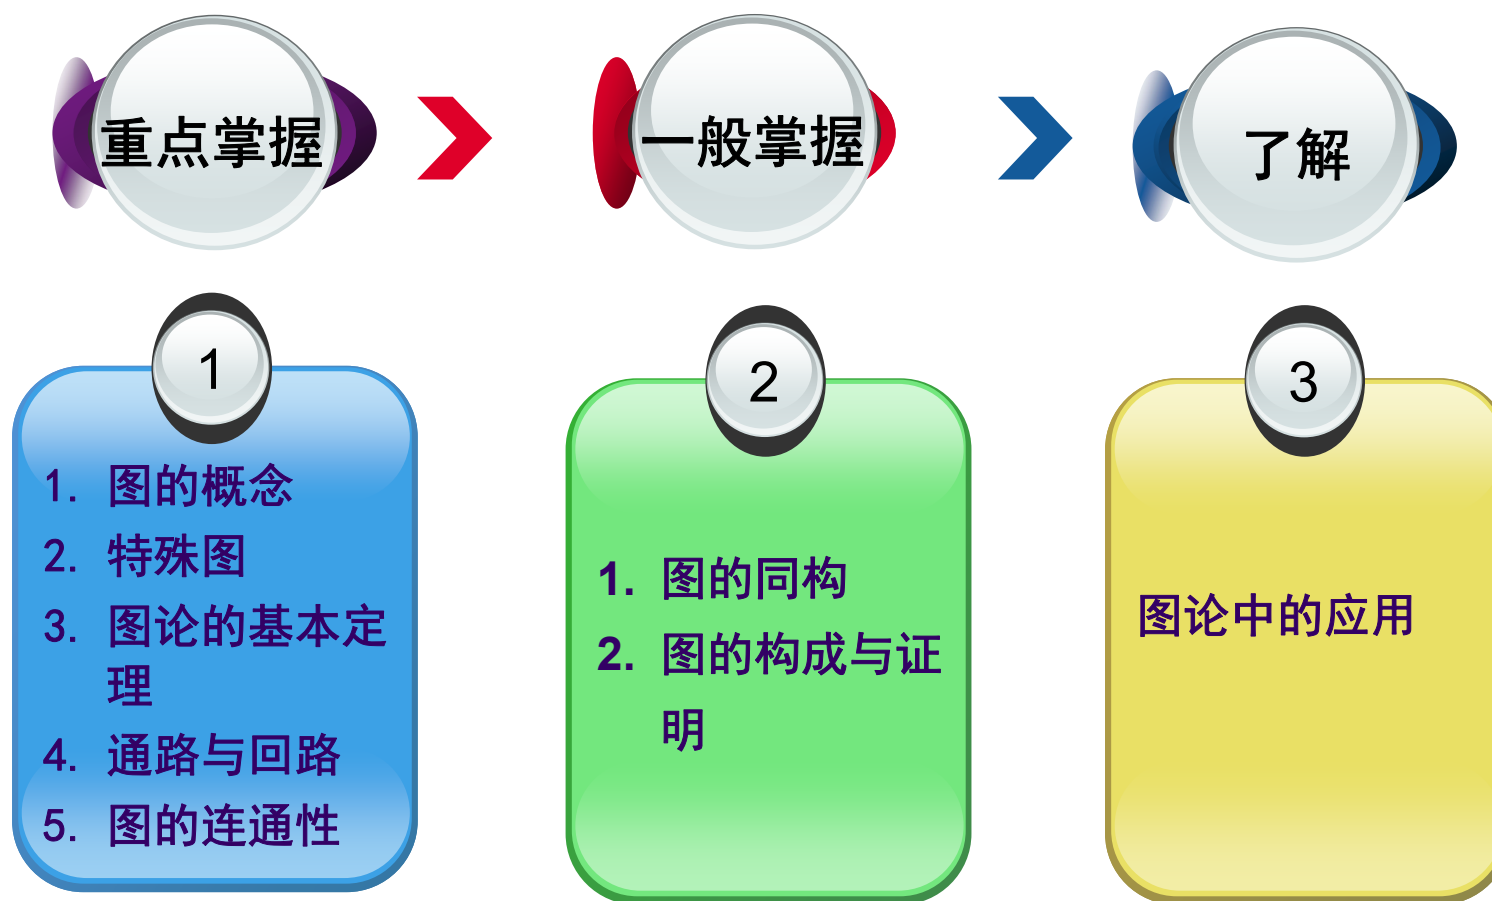 重点掌握
一般掌握
了解
1
1. 图的概念
2. 特殊图
3. 图论的基本定
理
4. 通路与回路
5. 图的连通性
2
1. 图的同构
2. 图的构成与证
明
3
图论中的应用